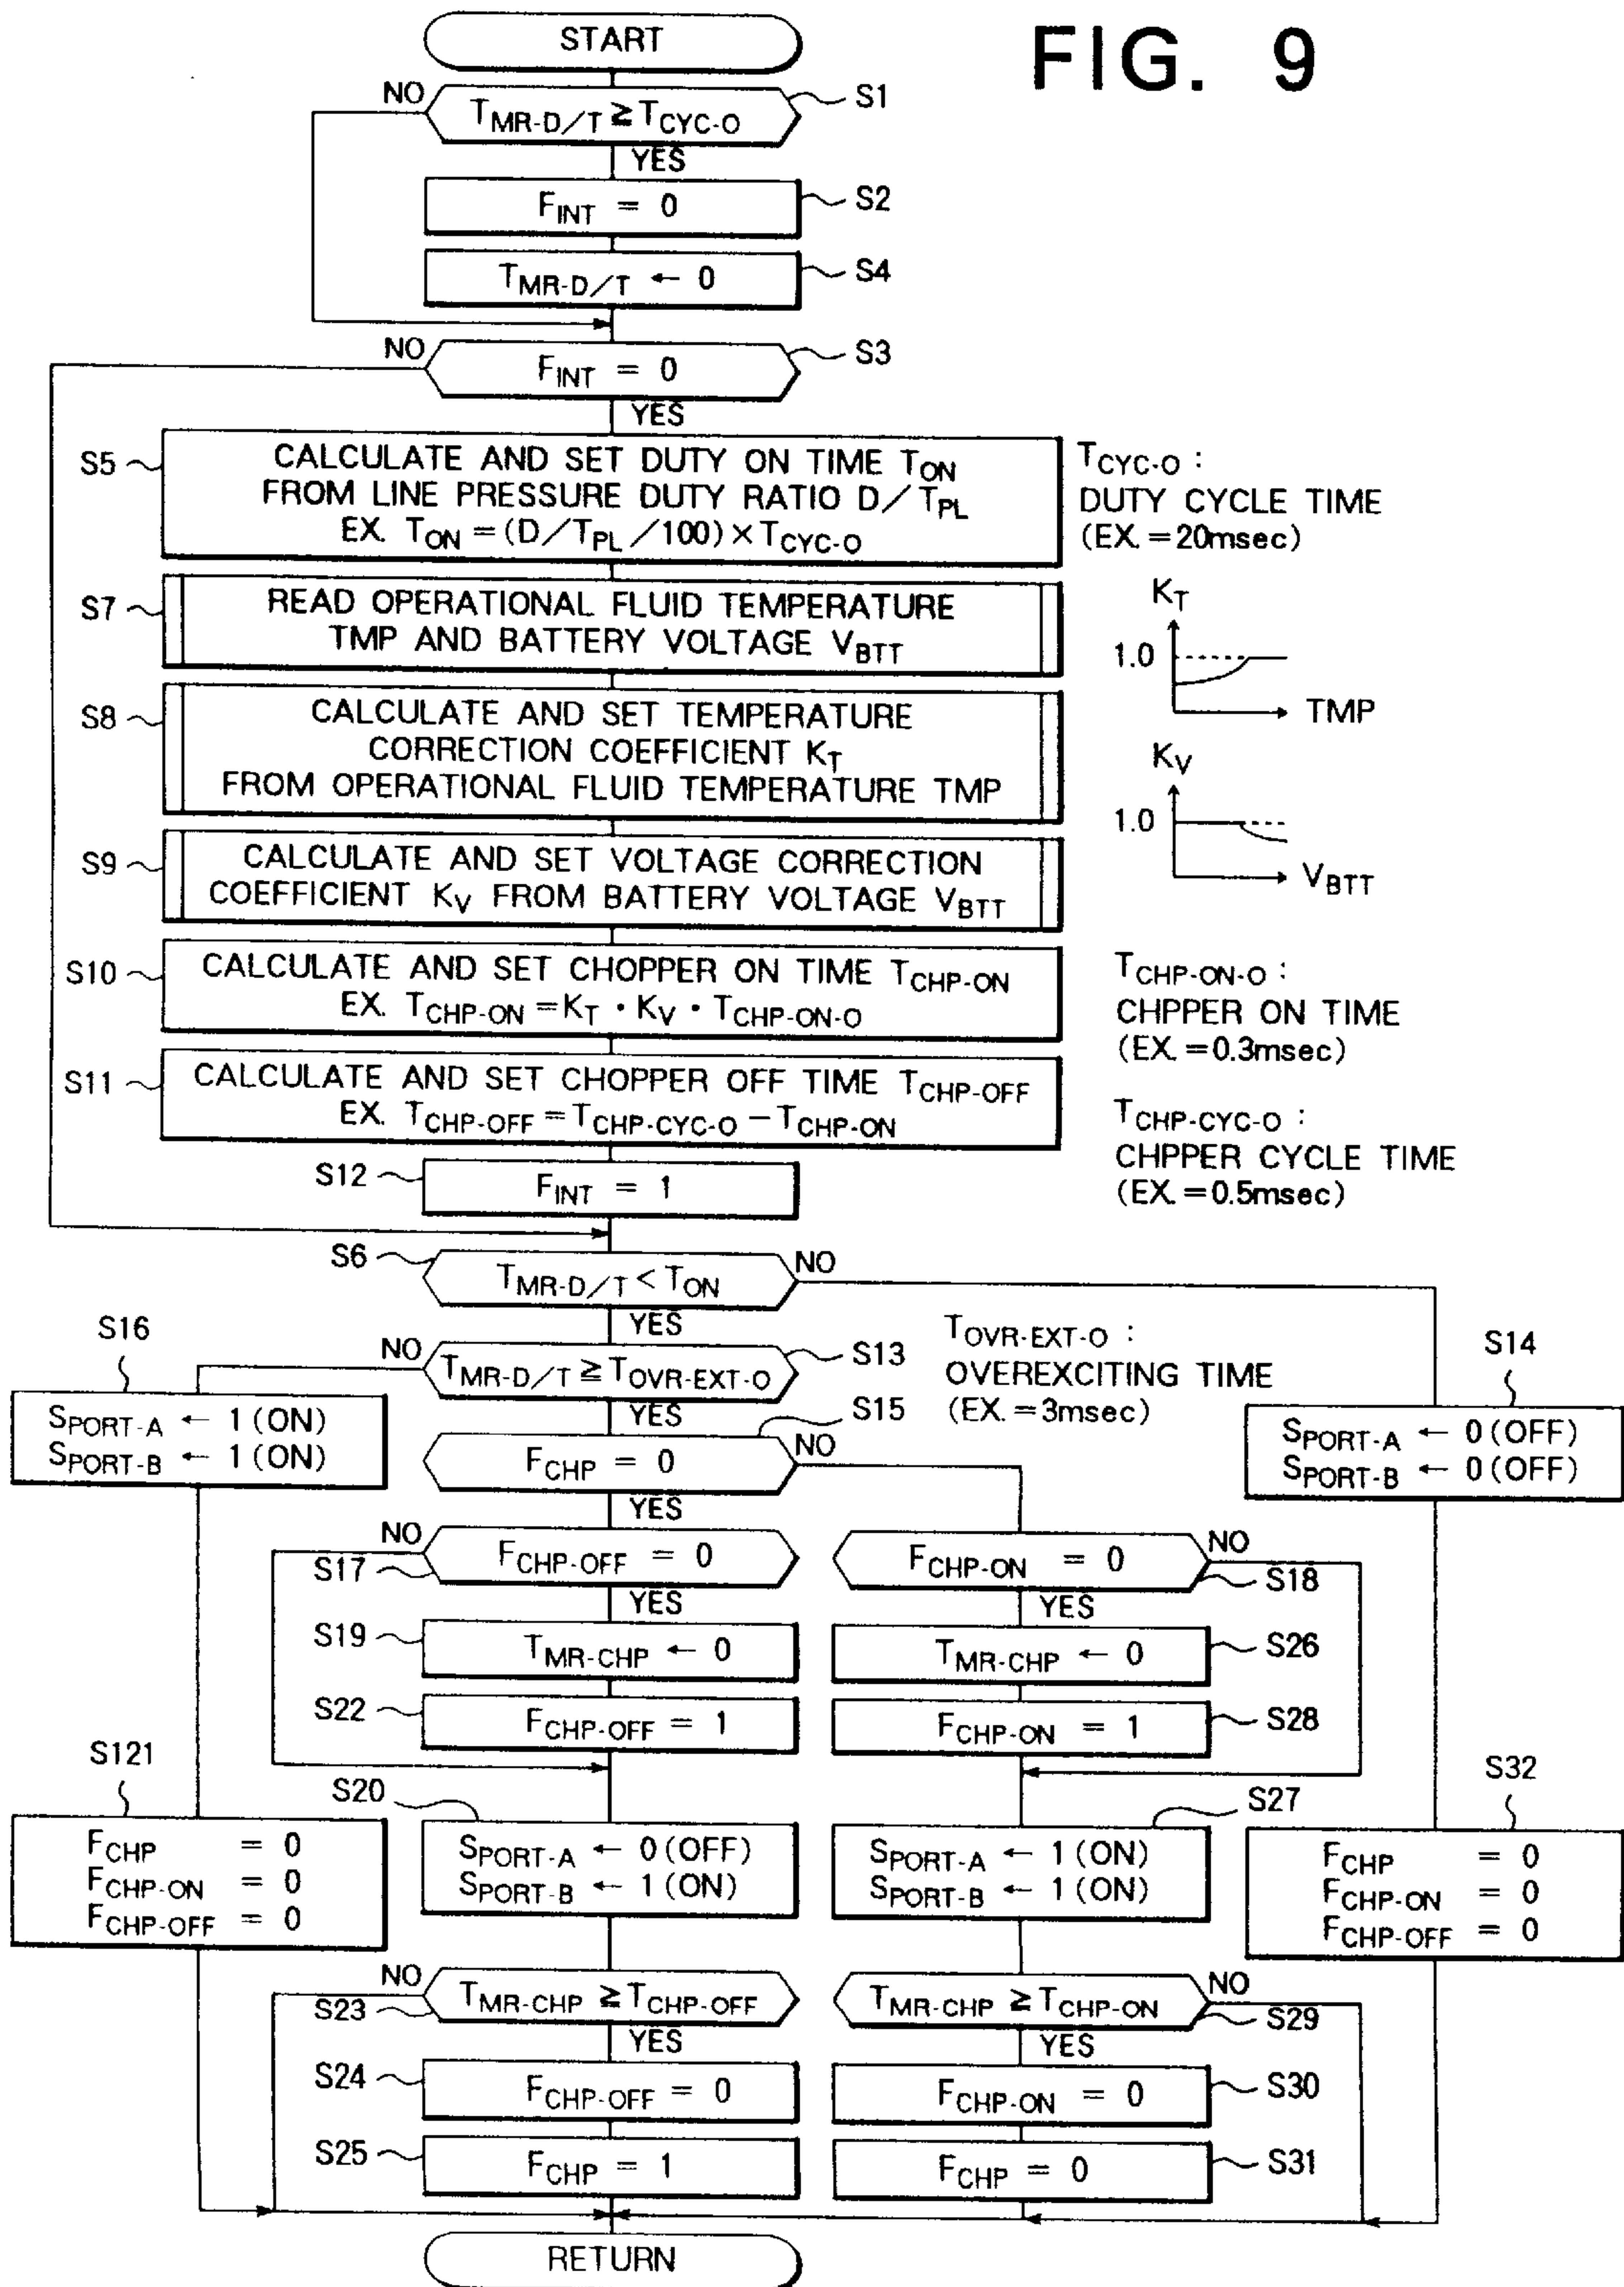 FIG. 9
START
NO
T_MR-D/T ≧ T_CYC-O
S1
YES
F_INT = 0
S2
T_MR-D/T ← 0
S4
NO
F_INT = 0
S3
YES
S5
CALCULATE AND SET DUTY ON TIME T_ON
FROM LINE PRESSURE DUTY RATIO D/T_PL
EX. T_ON = (D/T_PL /100) × T_CYC-O
T_CYC-O :
DUTY CYCLE TIME
(EX. = 20msec)
S7
READ OPERATIONAL FLUID TEMPERATURE
TMP AND BATTERY VOLTAGE V_BTT
K_T
1.0
TMP
S8
CALCULATE AND SET TEMPERATURE
CORRECTION COEFFICIENT K_T
FROM OPERATIONAL FLUID TEMPERATURE TMP
K_V
1.0
V_BTT
S9
CALCULATE AND SET VOLTAGE CORRECTION
COEFFICIENT K_V FROM BATTERY VOLTAGE V_BTT
S10
CALCULATE AND SET CHOPPER ON TIME T_CHP-ON
EX. T_CHP-ON = K_T · K_V · T_CHP-ON-O
T_CHP-ON-O :
CHPPER ON TIME
(EX. = 0.3msec)
S11
CALCULATE AND SET CHOPPER OFF TIME T_CHP-OFF
EX. T_CHP-OFF = T_CHP-CYC-O − T_CHP-ON
T_CHP-CYC-O :
CHPPER CYCLE TIME
(EX. = 0.5msec)
S12
F_INT = 1
S6
T_MR-D/T < T_ON
NO
YES
S16
NO
T_MR-D/T ≧ T_OVR-EXT-O
S13
T_OVR-EXT-O :
OVEREXCITING TIME
(EX. = 3msec)
S14
S_PORT-A ← 1 (ON)
S_PORT-B ← 1 (ON)
YES
S15
F_CHP = 0
NO
S_PORT-A ← 0 (OFF)
S_PORT-B ← 0 (OFF)
YES
NO
S17
F_CHP-OFF = 0
F_CHP-ON = 0
NO
S18
YES
YES
S19
T_MR-CHP ← 0
T_MR-CHP ← 0
S26
S22
F_CHP-OFF = 1
F_CHP-ON = 1
S28
S121
S20
S27
S32
F_CHP = 0
F_CHP-ON = 0
F_CHP-OFF = 0
S_PORT-A ← 0 (OFF)
S_PORT-B ← 1 (ON)
S_PORT-A ← 1 (ON)
S_PORT-B ← 1 (ON)
F_CHP = 0
F_CHP-ON = 0
F_CHP-OFF = 0
NO
S23
T_MR-CHP ≧ T_CHP-OFF
T_MR-CHP ≧ T_CHP-ON
NO
S29
YES
YES
S24
F_CHP-OFF = 0
F_CHP-ON = 0
S30
S25
F_CHP = 1
F_CHP = 0
S31
RETURN